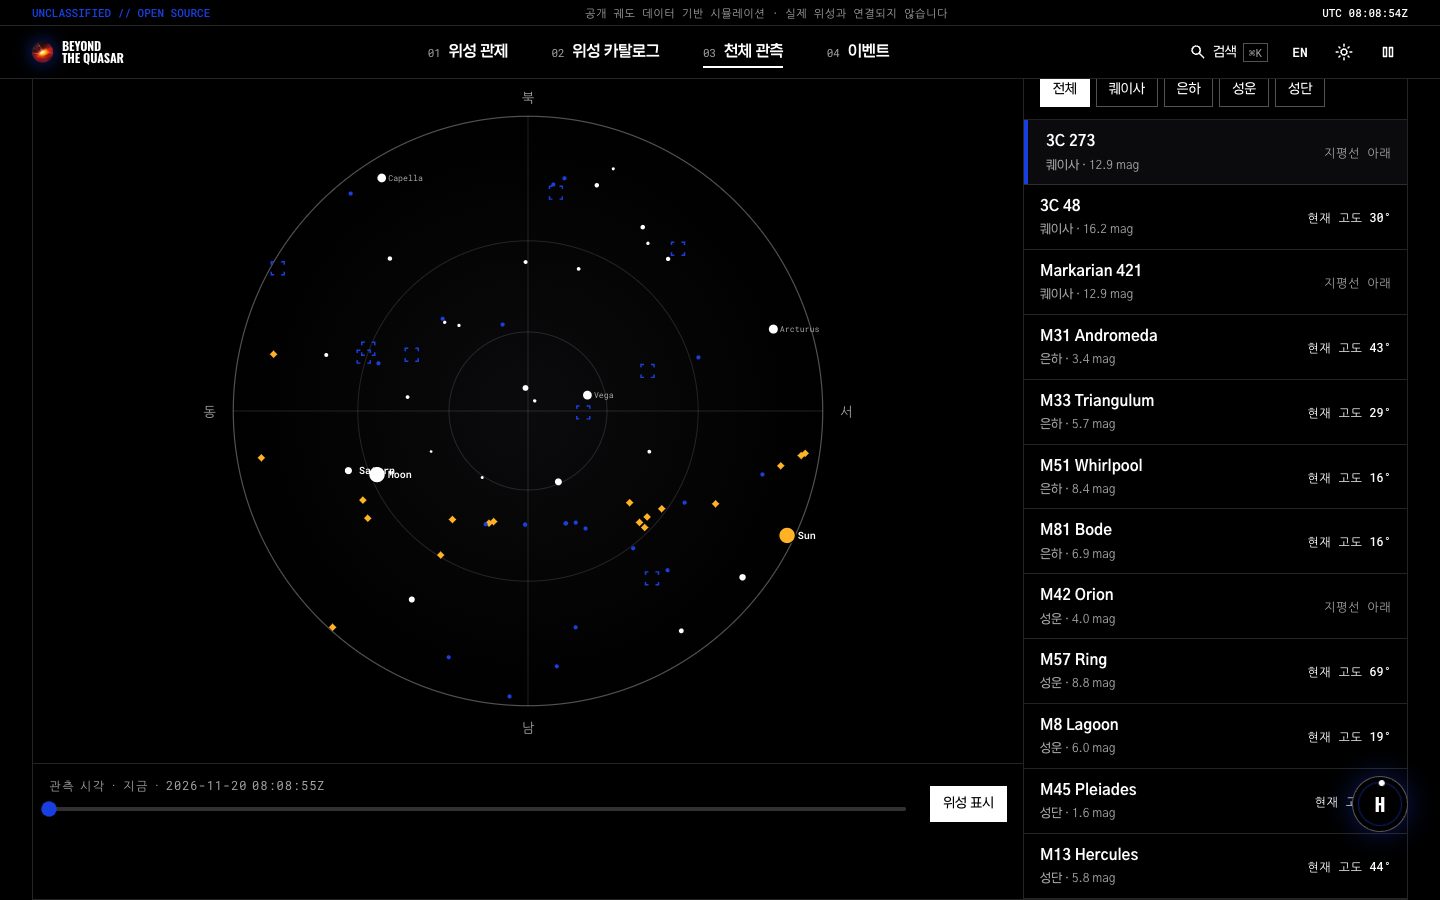 UNCLASSIFIED // OPEN SOURCE
공개 궤도 데이터 기반 시뮬레이션 · 실제 위성과 연결되지 않습니다
UTC 08:08:54Z
BEYOND
THE QUASAR
01 위성 관제
02 위성 카탈로그
03 천체 관측
04 이벤트
검색 ⌘K
EN
북
Capella
Arcturus
Vega
동
서
Moon
Sun
남
관측 시각 · 지금 · 2026-11-20 08:08:55Z
위성 표시
전체
퀘이사
은하
성운
성단
3C 273
퀘이사 · 12.9 mag
지평선 아래
3C 48
퀘이사 · 16.2 mag
현재 고도 30°
Markarian 421
퀘이사 · 12.9 mag
지평선 아래
M31 Andromeda
은하 · 3.4 mag
현재 고도 43°
M33 Triangulum
은하 · 5.7 mag
현재 고도 29°
M51 Whirlpool
은하 · 8.4 mag
현재 고도 16°
M81 Bode
은하 · 6.9 mag
현재 고도 16°
M42 Orion
성운 · 4.0 mag
지평선 아래
M57 Ring
성운 · 8.8 mag
현재 고도 69°
M8 Lagoon
성운 · 6.0 mag
현재 고도 19°
M45 Pleiades
성단 · 1.6 mag
현재
H
M13 Hercules
성단 · 5.8 mag
현재 고도 44°